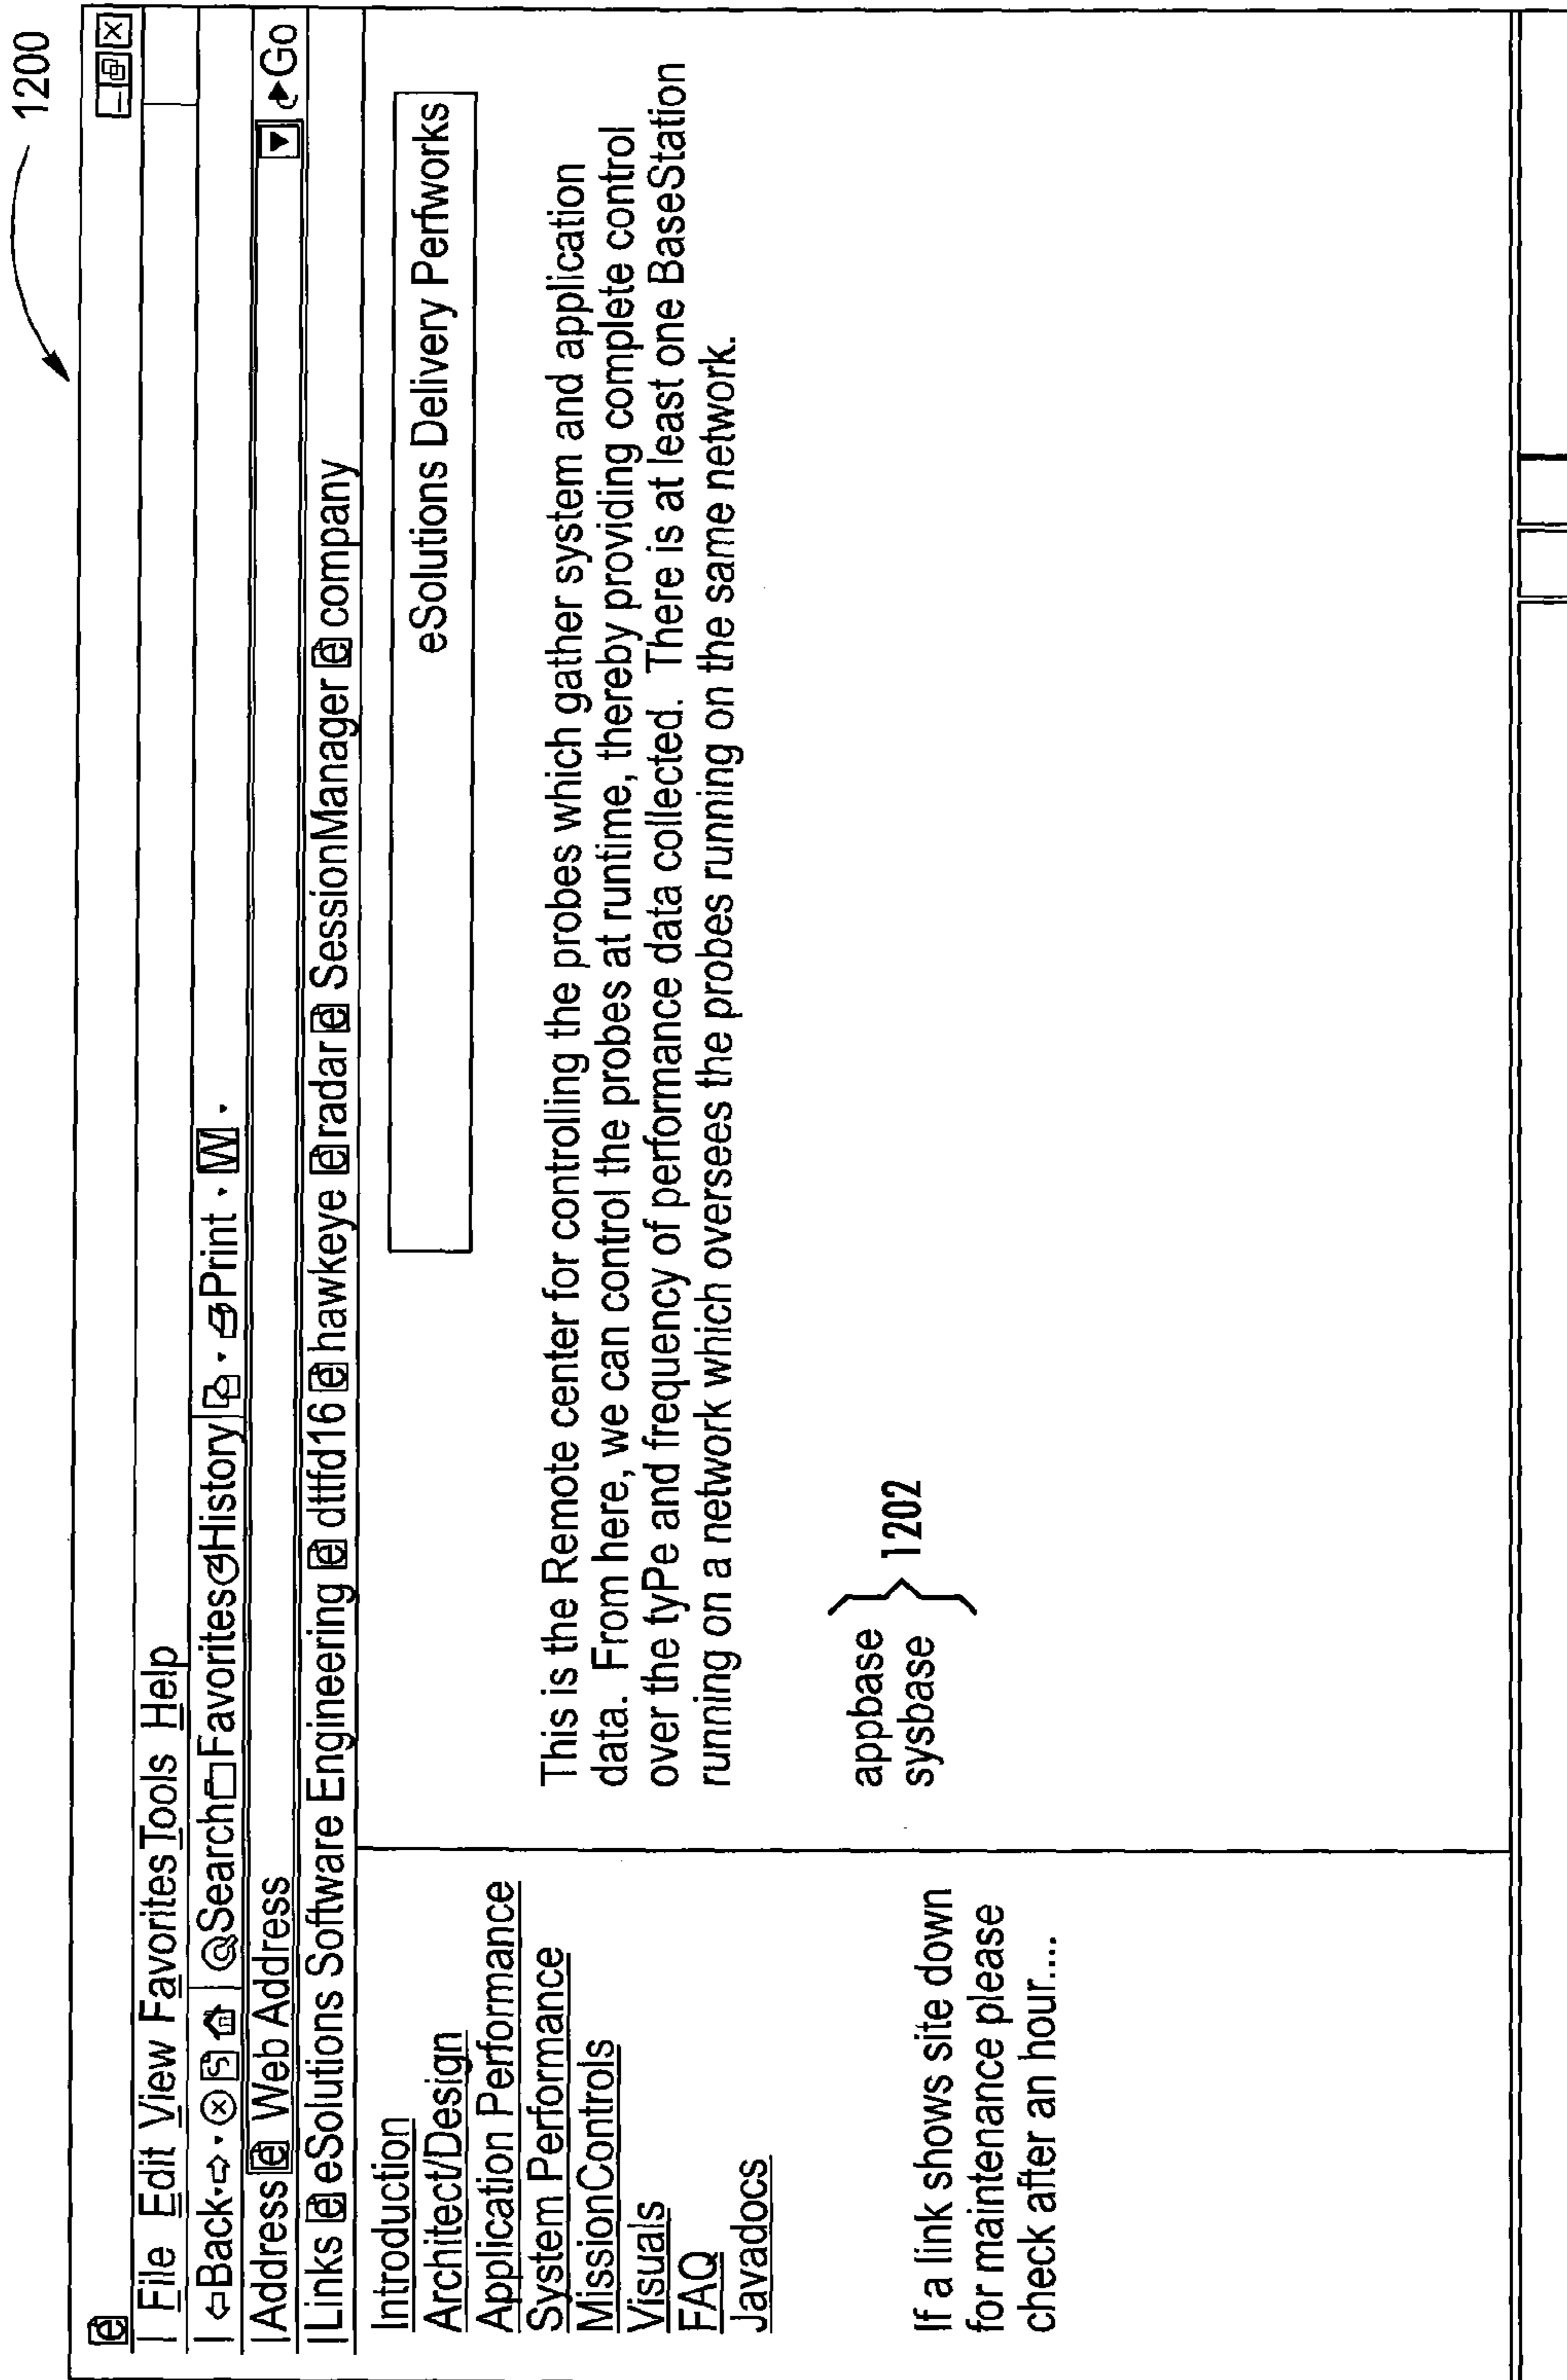 1200
File Edit View Favorites Tools Help
Back Search Favorites History Print W
Address Web Address Go
Links eSolutions Software Engineering dttfd16 hawkeye radar SessionManager company
Introduction
Architect/Design
Application Performance
System Performance
MissionControls
Visuals
FAQ
Javadocs
If a link shows site down
for maintenance please
check after an hour....
eSolutions Delivery Perfworks
This is the Remote center for controlling the probes which gather system and application
data. From here, we can control the probes at runtime, thereby providing complete control
over the tyPe and frequency of performance data collected. There is at least one BaseStation
running on a network which oversees the probes running on the same network.
appbase
sysbase
1202